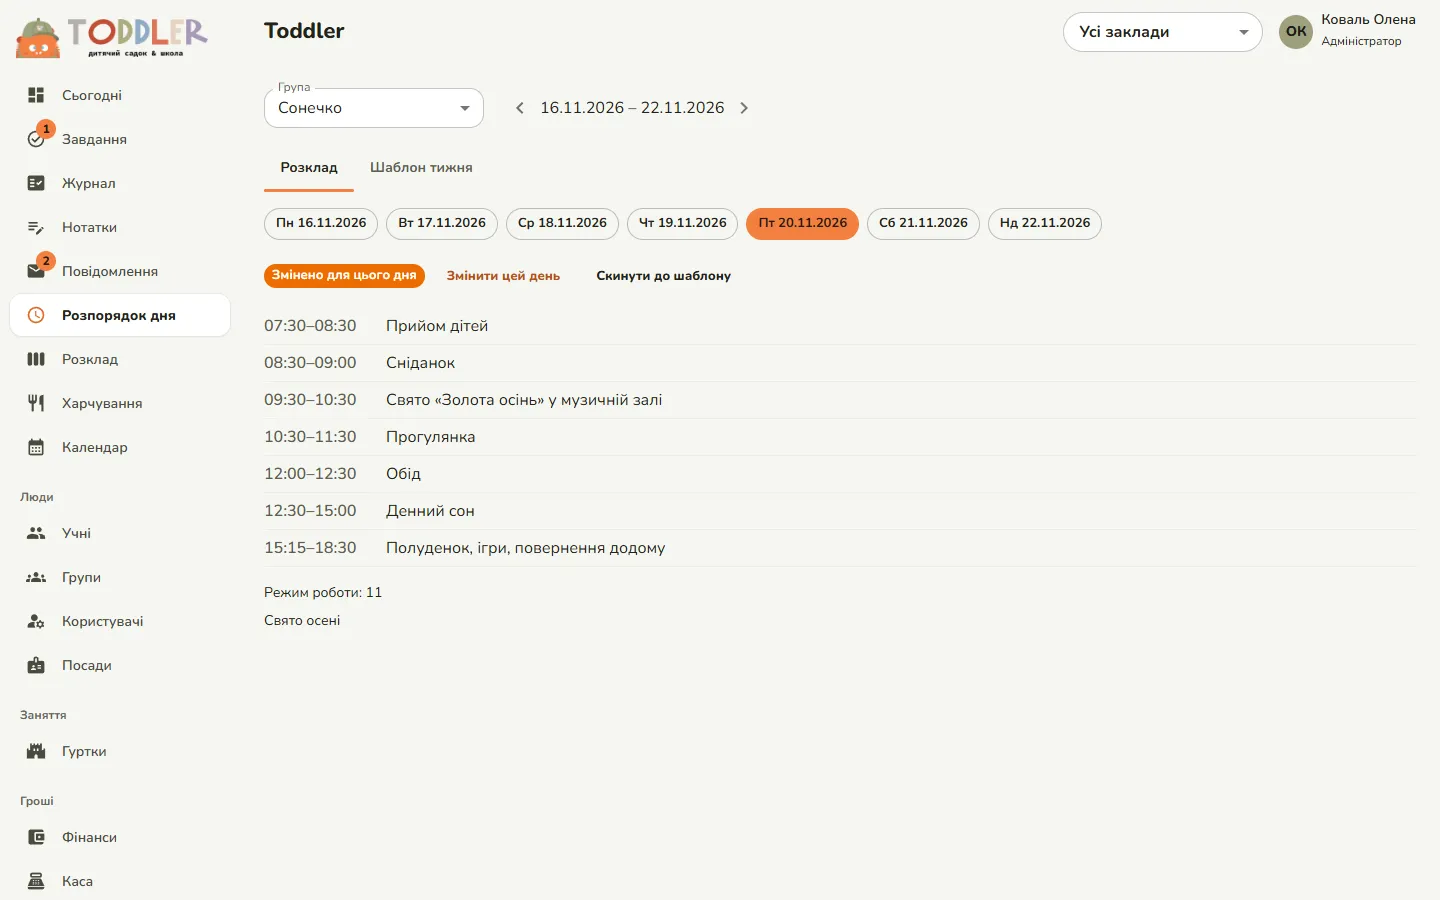 TODDLER
дитячий садок & школа
Toddler
Усі заклади
ОК
Коваль Олена
Адміністратор
Сьогодні
1
Завдання
Журнал
Нотатки
2
Повідомлення
Розпорядок дня
Розклад
Харчування
Календар
Люди
Учні
Групи
Користувачі
Посади
Заняття
Гуртки
Гроші
Фінанси
Каса
Група
Сонечко
16.11.2026 – 22.11.2026
Розклад
Шаблон тижня
Пн 16.11.2026
Вт 17.11.2026
Ср 18.11.2026
Чт 19.11.2026
Пт 20.11.2026
Сб 21.11.2026
Нд 22.11.2026
Змінено для цього дня
Змінити цей день
Скинути до шаблону
07:30–08:30 Прийом дітей
08:30–09:00 Сніданок
09:30–10:30 Свято «Золота осінь» у музичній залі
10:30–11:30 Прогулянка
12:00–12:30 Обід
12:30–15:00 Денний сон
15:15–18:30 Полуденок, ігри, повернення додому
Режим роботи: 11
Свято осені